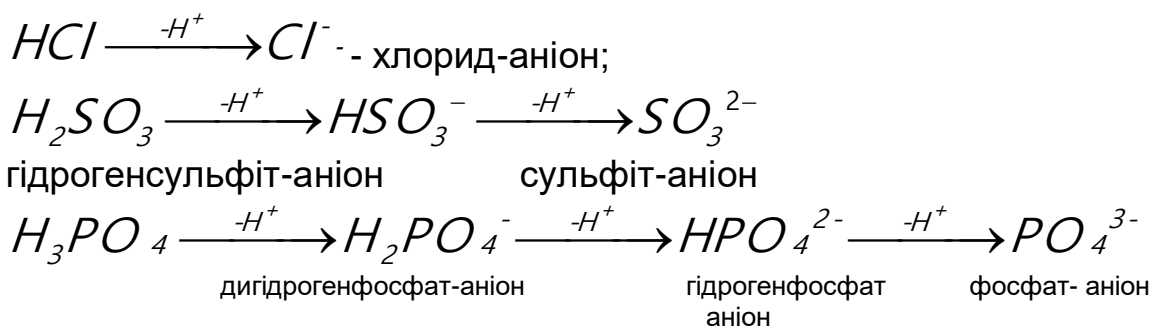 HCl —-H⁺→ Cl⁻ - хлорид-аніон;
H₂SO₃ —-H⁺→ HSO₃⁻ —-H⁺→ SO₃²⁻
гідрогенсульфіт-аніон сульфіт-аніон
H₃PO₄ —-H⁺→ H₂PO₄⁻ —-H⁺→ HPO₄²⁻ —-H⁺→ PO₄³⁻
дигідрогенфосфат-аніон гідрогенфосфат фосфат- аніон
аніон